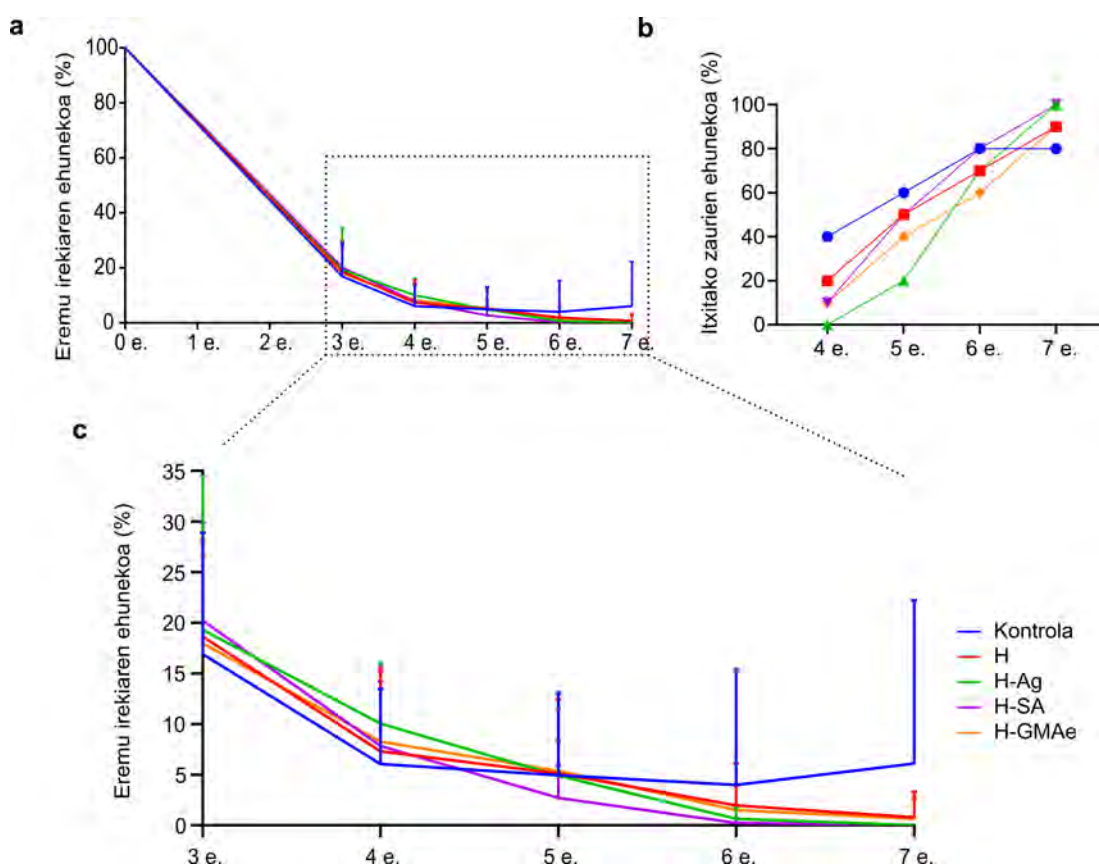 a
Eremu irekiaren ehunekoa (%)
100
80
60
40
20
0
0 e.
1 e.
2 e.
3 e.
4 e.
5 e.
6 e.
7 e.
b
Itxitako zaurien ehunekoa (%)
100
80
60
40
20
0
4 e.
5 e.
6 e.
7 e.
c
Eremu irekiaren ehunekoa (%)
35
30
25
20
15
10
5
0
3 e.
4 e.
5 e.
6 e.
7 e.
Kontrola
H
H-Ag
H-SA
H-GMAe